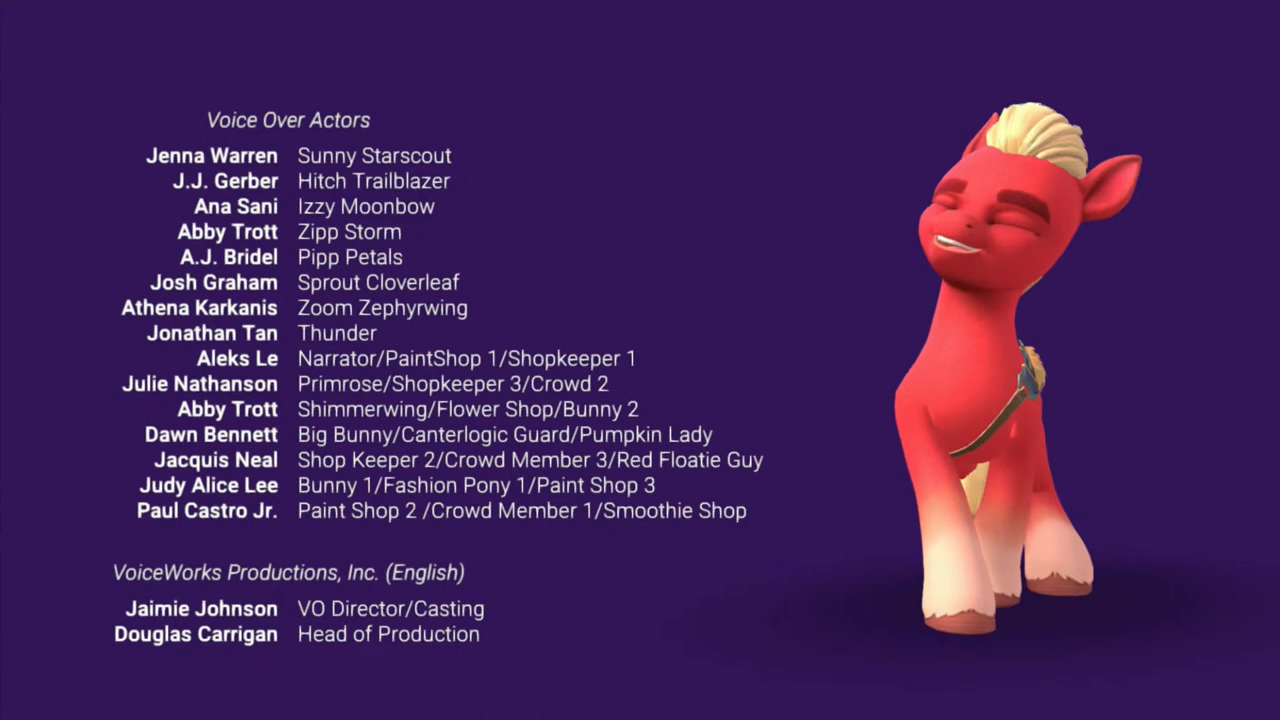 Voice Over Actors
Jenna Warren Sunny Starscout
J.J. Gerber Hitch Trailblazer
Ana Sani Izzy Moonbow
Abby Trott Zipp Storm
A.J. Bridel Pipp Petals
Josh Graham Sprout Cloverleaf
Athena Karkanis Zoom Zephyrwing
Jonathan Tan Thunder
Aleks Le Narrator/PaintShop 1/Shopkeeper 1
Julie Nathanson Primrose/Shopkeeper 3/Crowd 2
Abby Trott Shimmerwing/Flower Shop/Bunny 2
Dawn Bennett Big Bunny/Canterlogic Guard/Pumpkin Lady
Jacquis Neal Shop Keeper 2/Crowd Member 3/Red Floatie Guy
Judy Alice Lee Bunny 1/Fashion Pony 1/Paint Shop 3
Paul Castro Jr. Paint Shop 2 /Crowd Member 1/Smoothie Shop
VoiceWorks Productions, Inc. (English)
Jaimie Johnson VO Director/Casting
Douglas Carrigan Head of Production